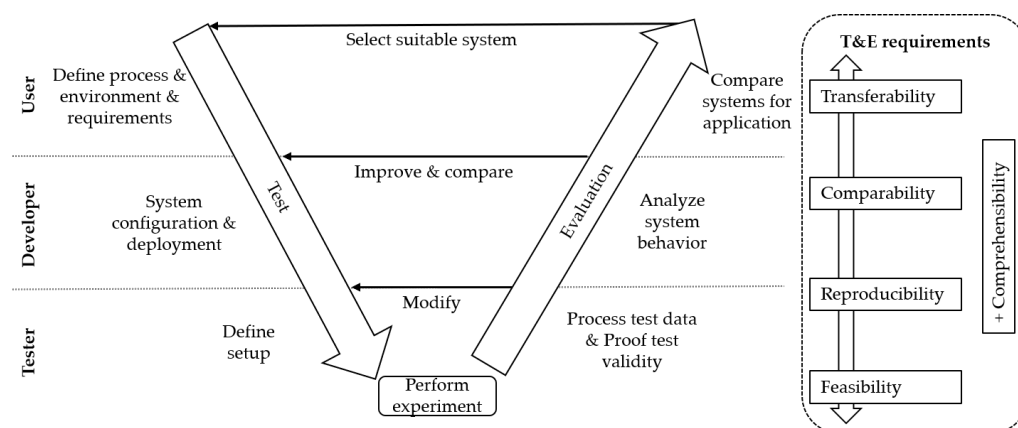 Select suitable system
User
Define process &
environment &
requirements
Compare
systems for
application
Improve & compare
Test
Evaluation
Developer
System
configuration &
deployment
Analyze
system
behavior
Modify
Tester
Define
setup
Process test data
& Proof test
validity
Perform
experiment
T&E requirements
Transferability
Comparability
Reproducibility
Feasibility
+ Comprehensibility